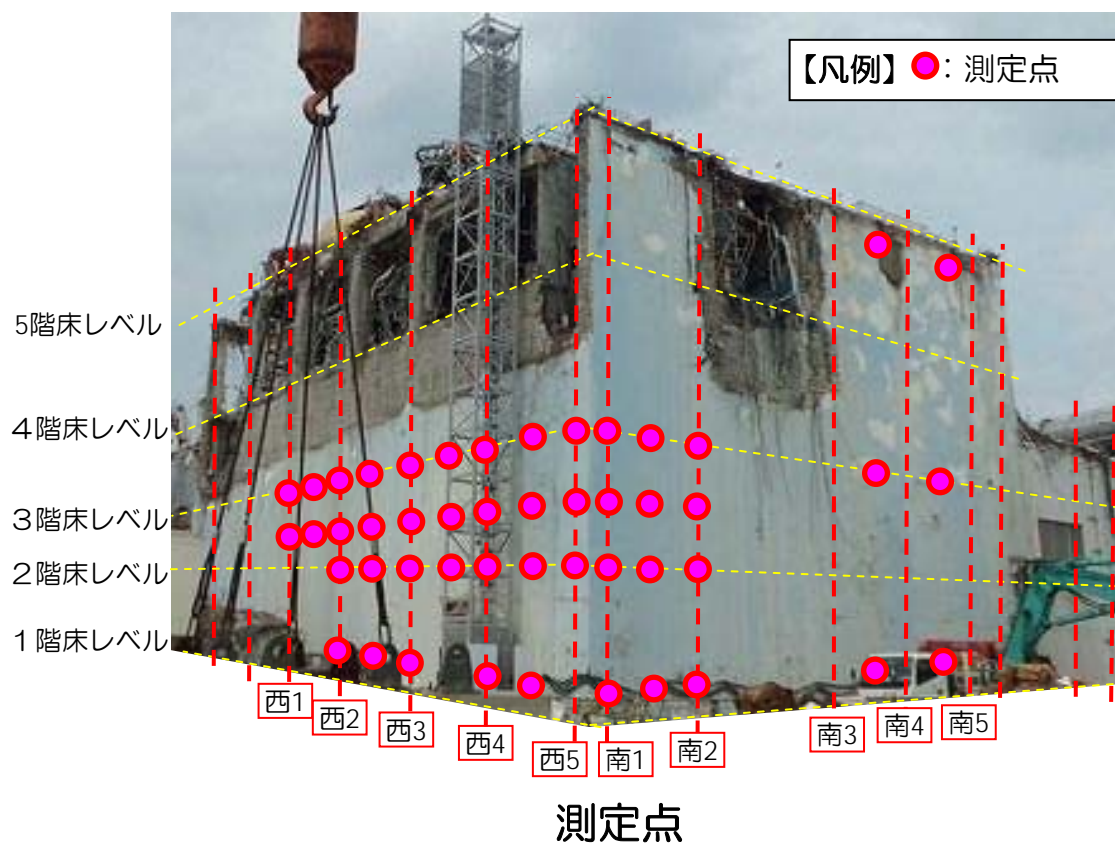 【凡例】 : 測定点
5階床レベル
4階床レベル
3階床レベル
2階床レベル
1階床レベル
西1
西2
西3
西4
西5
南1
南2
南3
南4
南5
測定点